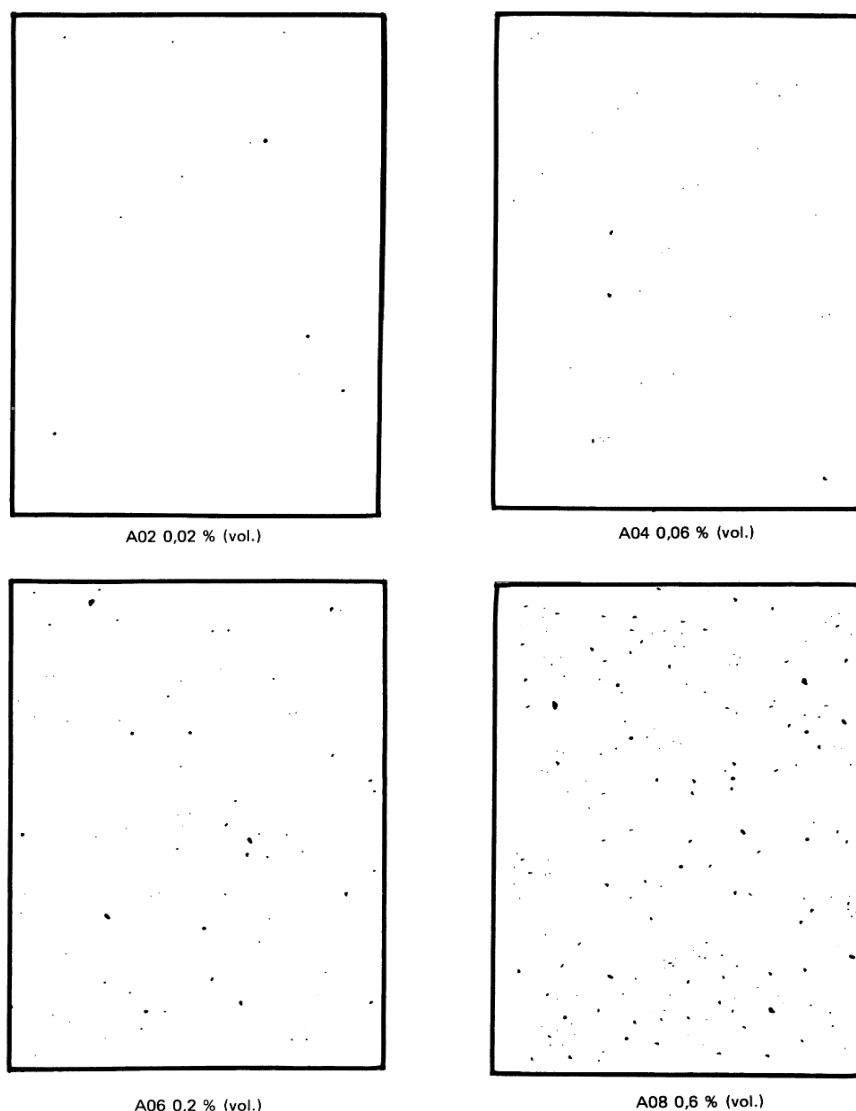 A02 0,02 % (vol.)
A04 0,06 % (vol.)
A06 0,2 % (vol.)
A08 0,6 % (vol.)